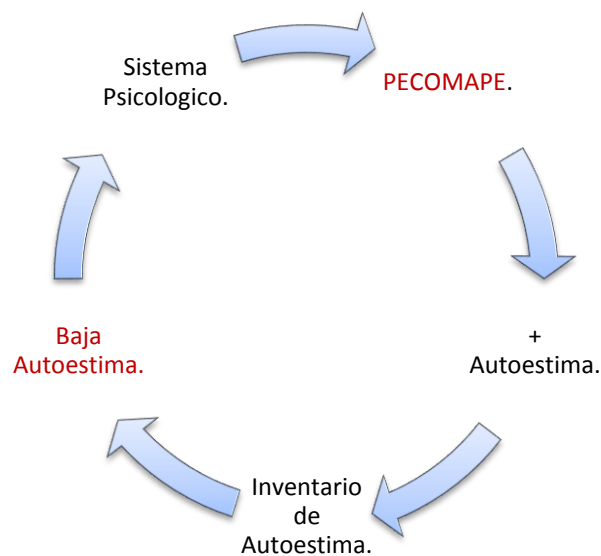 Sistema
Psicologico.
PECOMAPE.
+
Autoestima.
Inventario
de
Autoestima.
Baja
Autoestima.